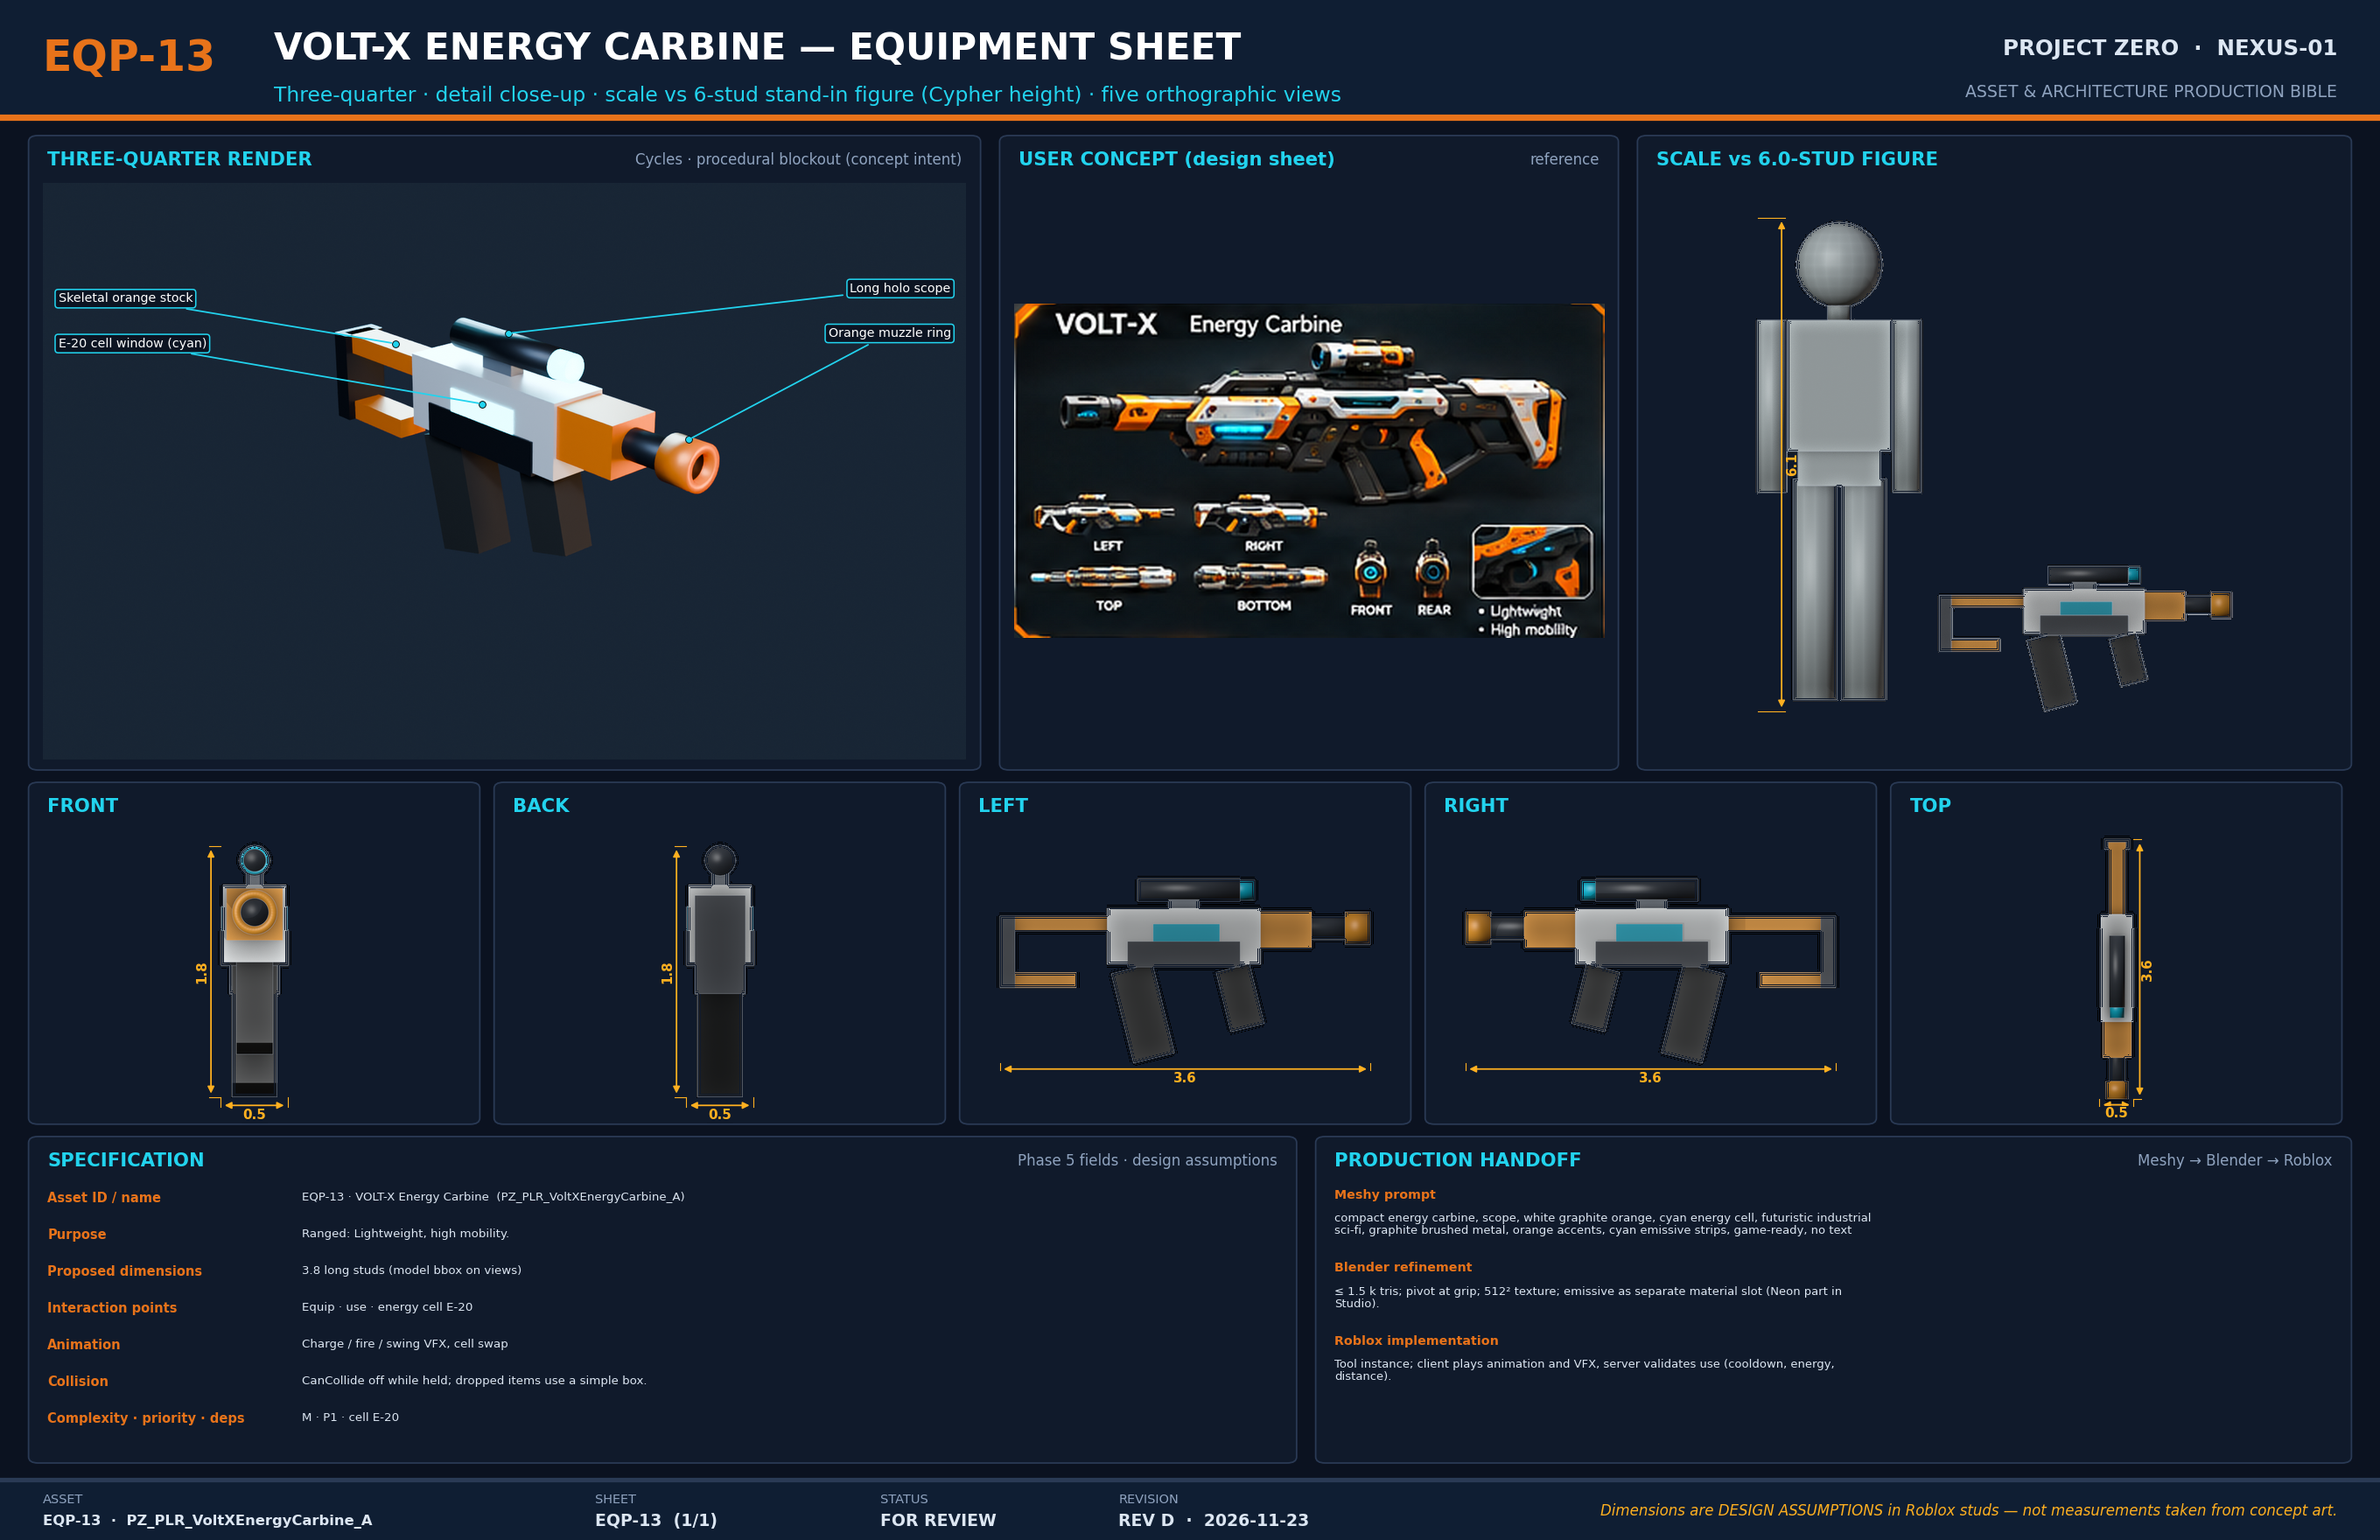 EQP-13
VOLT-X ENERGY CARBINE — EQUIPMENT SHEET
Three-quarter · detail close-up · scale vs 6-stud stand-in figure (Cypher height) · five orthographic views
PROJECT ZERO · NEXUS-01
ASSET & ARCHITECTURE PRODUCTION BIBLE
THREE-QUARTER RENDER
Cycles · procedural blockout (concept intent)
Skeletal orange stock
E-20 cell window (cyan)
Long holo scope
Orange muzzle ring
USER CONCEPT (design sheet)
reference
VOLT-X Energy Carbine
LEFT
RIGHT
TOP
BOTTOM
FRONT
REAR
• Lightweight
• High mobility
SCALE vs 6.0-STUD FIGURE
6.1
FRONT
1.8
0.5
BACK
1.8
0.5
LEFT
3.6
RIGHT
3.6
TOP
3.6
0.5
SPECIFICATION
Phase 5 fields · design assumptions
Asset ID / name
EQP-13 · VOLT-X Energy Carbine (PZ_PLR_VoltXEnergyCarbine_A)
Purpose
Ranged: Lightweight, high mobility.
Proposed dimensions
3.8 long studs (model bbox on views)
Interaction points
Equip · use · energy cell E-20
Animation
Charge / fire / swing VFX, cell swap
Collision
CanCollide off while held; dropped items use a simple box.
Complexity · priority · deps
M · P1 · cell E-20
PRODUCTION HANDOFF
Meshy → Blender → Roblox
Meshy prompt
compact energy carbine, scope, white graphite orange, cyan energy cell, futuristic industrial
sci-fi, graphite brushed metal, orange accents, cyan emissive strips, game-ready, no text
Blender refinement
≤ 1.5 k tris; pivot at grip; 512² texture; emissive as separate material slot (Neon part in
Studio).
Roblox implementation
Tool instance; client plays animation and VFX, server validates use (cooldown, energy,
distance).
ASSET
EQP-13 · PZ_PLR_VoltXEnergyCarbine_A
SHEET
EQP-13 (1/1)
STATUS
FOR REVIEW
REVISION
REV D · 2026-11-23
Dimensions are DESIGN ASSUMPTIONS in Roblox studs — not measurements taken from concept art.